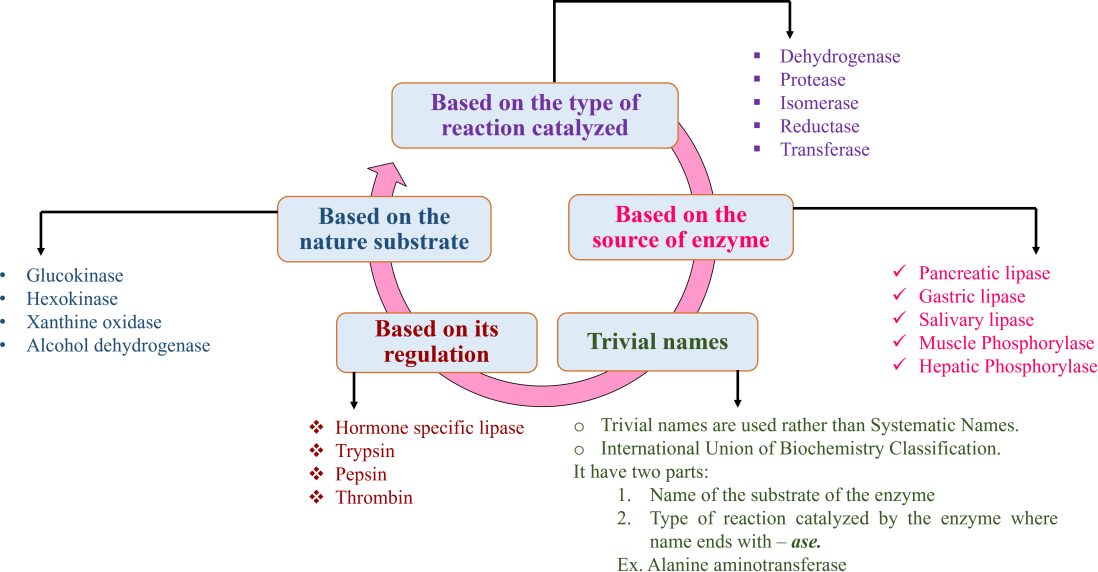 Based on the type of
reaction catalyzed
▪ Dehydrogenase
▪ Protease
▪ Isomerase
▪ Reductase
▪ Transferase
Based on the
source of enzyme
✓ Pancreatic lipase
✓ Gastric lipase
✓ Salivary lipase
✓ Muscle Phosphorylase
✓ Hepatic Phosphorylase
Trivial names
o Trivial names are used rather than Systematic Names.
o International Union of Biochemistry Classification.
It have two parts:
1. Name of the substrate of the enzyme
2. Type of reaction catalyzed by the enzyme where
name ends with – ase.
Ex. Alanine aminotransferase
Based on its
regulation
❖ Hormone specific lipase
❖ Trypsin
❖ Pepsin
❖ Thrombin
Based on the
nature substrate
• Glucokinase
• Hexokinase
• Xanthine oxidase
• Alcohol dehydrogenase